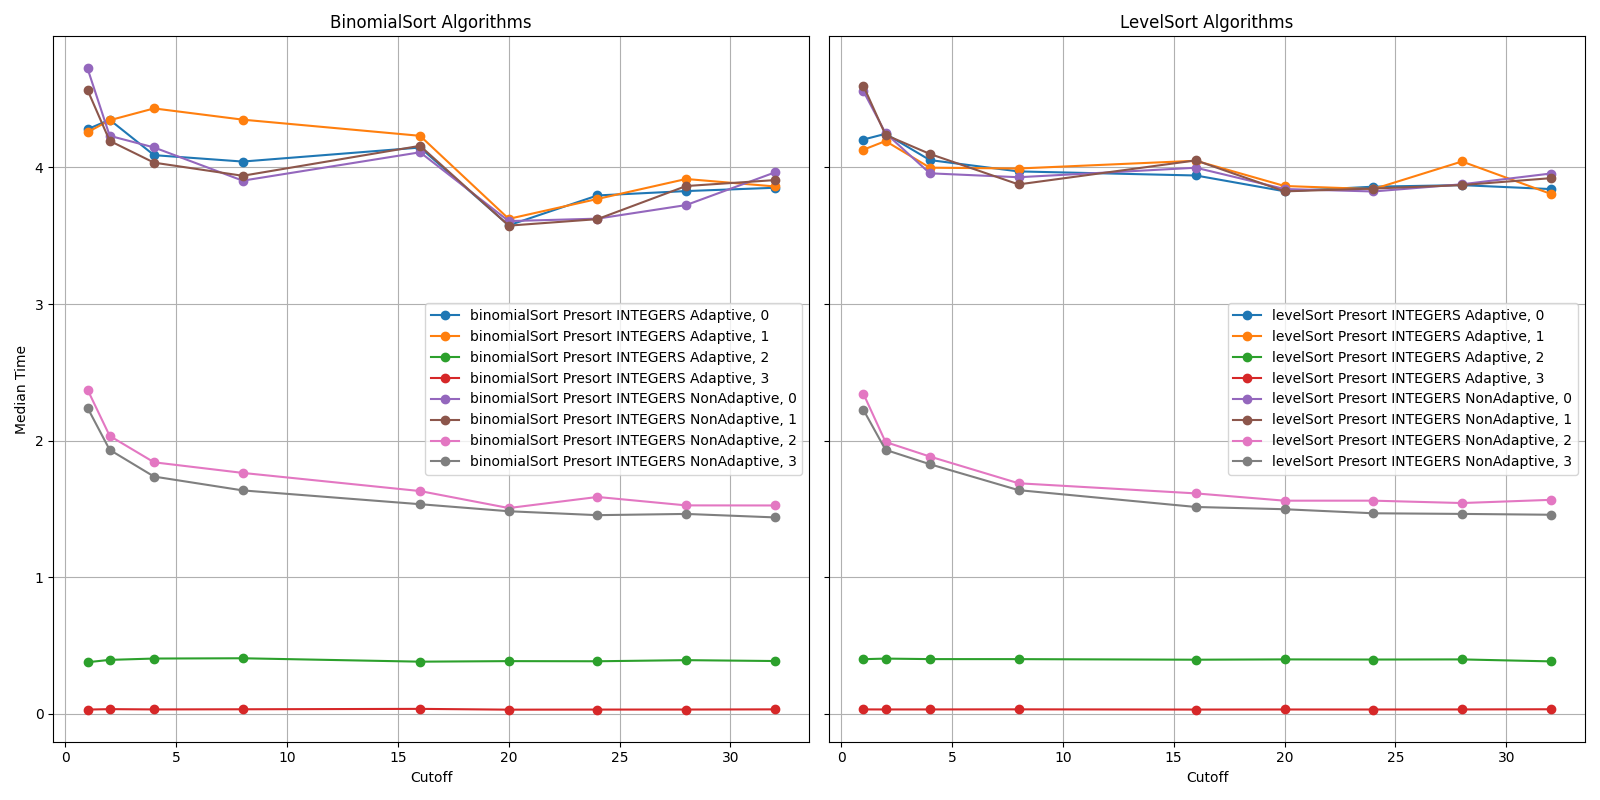 BinomialSort Algorithms
LevelSort Algorithms
Median Time
4
3
2
1
0
binomialSort Presort INTEGERS Adaptive, 0
binomialSort Presort INTEGERS Adaptive, 1
binomialSort Presort INTEGERS Adaptive, 2
binomialSort Presort INTEGERS Adaptive, 3
binomialSort Presort INTEGERS NonAdaptive, 0
binomialSort Presort INTEGERS NonAdaptive, 1
binomialSort Presort INTEGERS NonAdaptive, 2
binomialSort Presort INTEGERS NonAdaptive, 3
0 5 10 15 20 25 30
Cutoff
levelSort Presort INTEGERS Adaptive, 0
levelSort Presort INTEGERS Adaptive, 1
levelSort Presort INTEGERS Adaptive, 2
levelSort Presort INTEGERS Adaptive, 3
levelSort Presort INTEGERS NonAdaptive, 0
levelSort Presort INTEGERS NonAdaptive, 1
levelSort Presort INTEGERS NonAdaptive, 2
levelSort Presort INTEGERS NonAdaptive, 3
0 5 10 15 20 25 30
Cutoff